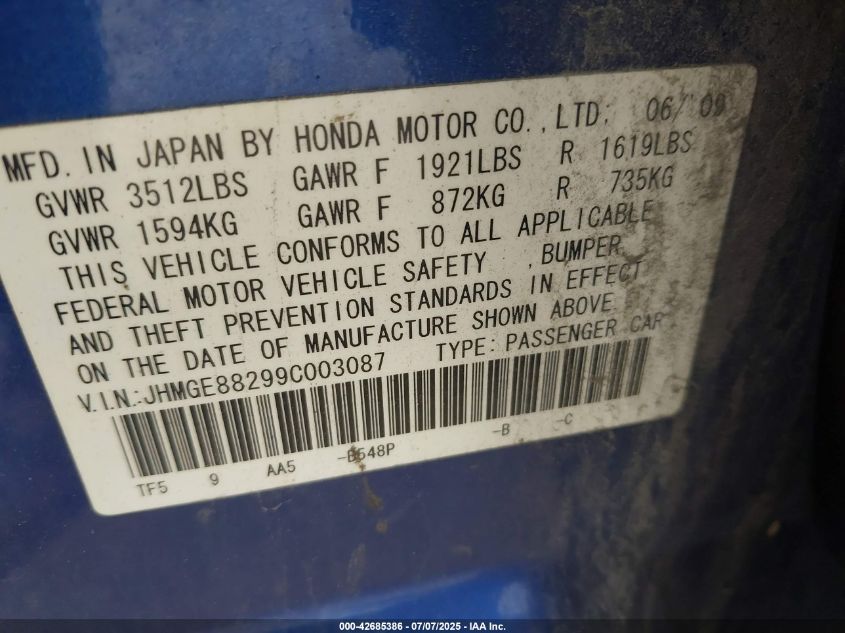 MFD. IN JAPAN BY HONDA MOTOR CO., LTD. 06/'09
GVWR 3512LBS GAWR F 1921LBS R 1619LBS
GVWR 1594KG GAWR F 872KG R 735KG
THIS VEHICLE CONFORMS TO ALL APPLICABLE
FEDERAL MOTOR VEHICLE SAFETY , BUMPER
AND THEFT PREVENTION STANDARDS IN EFFECT
ON THE DATE OF MANUFACTURE SHOWN ABOVE
V.I.N.:JHMGE88299C003087 TYPE: PASSENGER CAR
TF5 9 AA5 -B548P -B -C
000-42685386 - 07/07/2025 - IAA Inc.